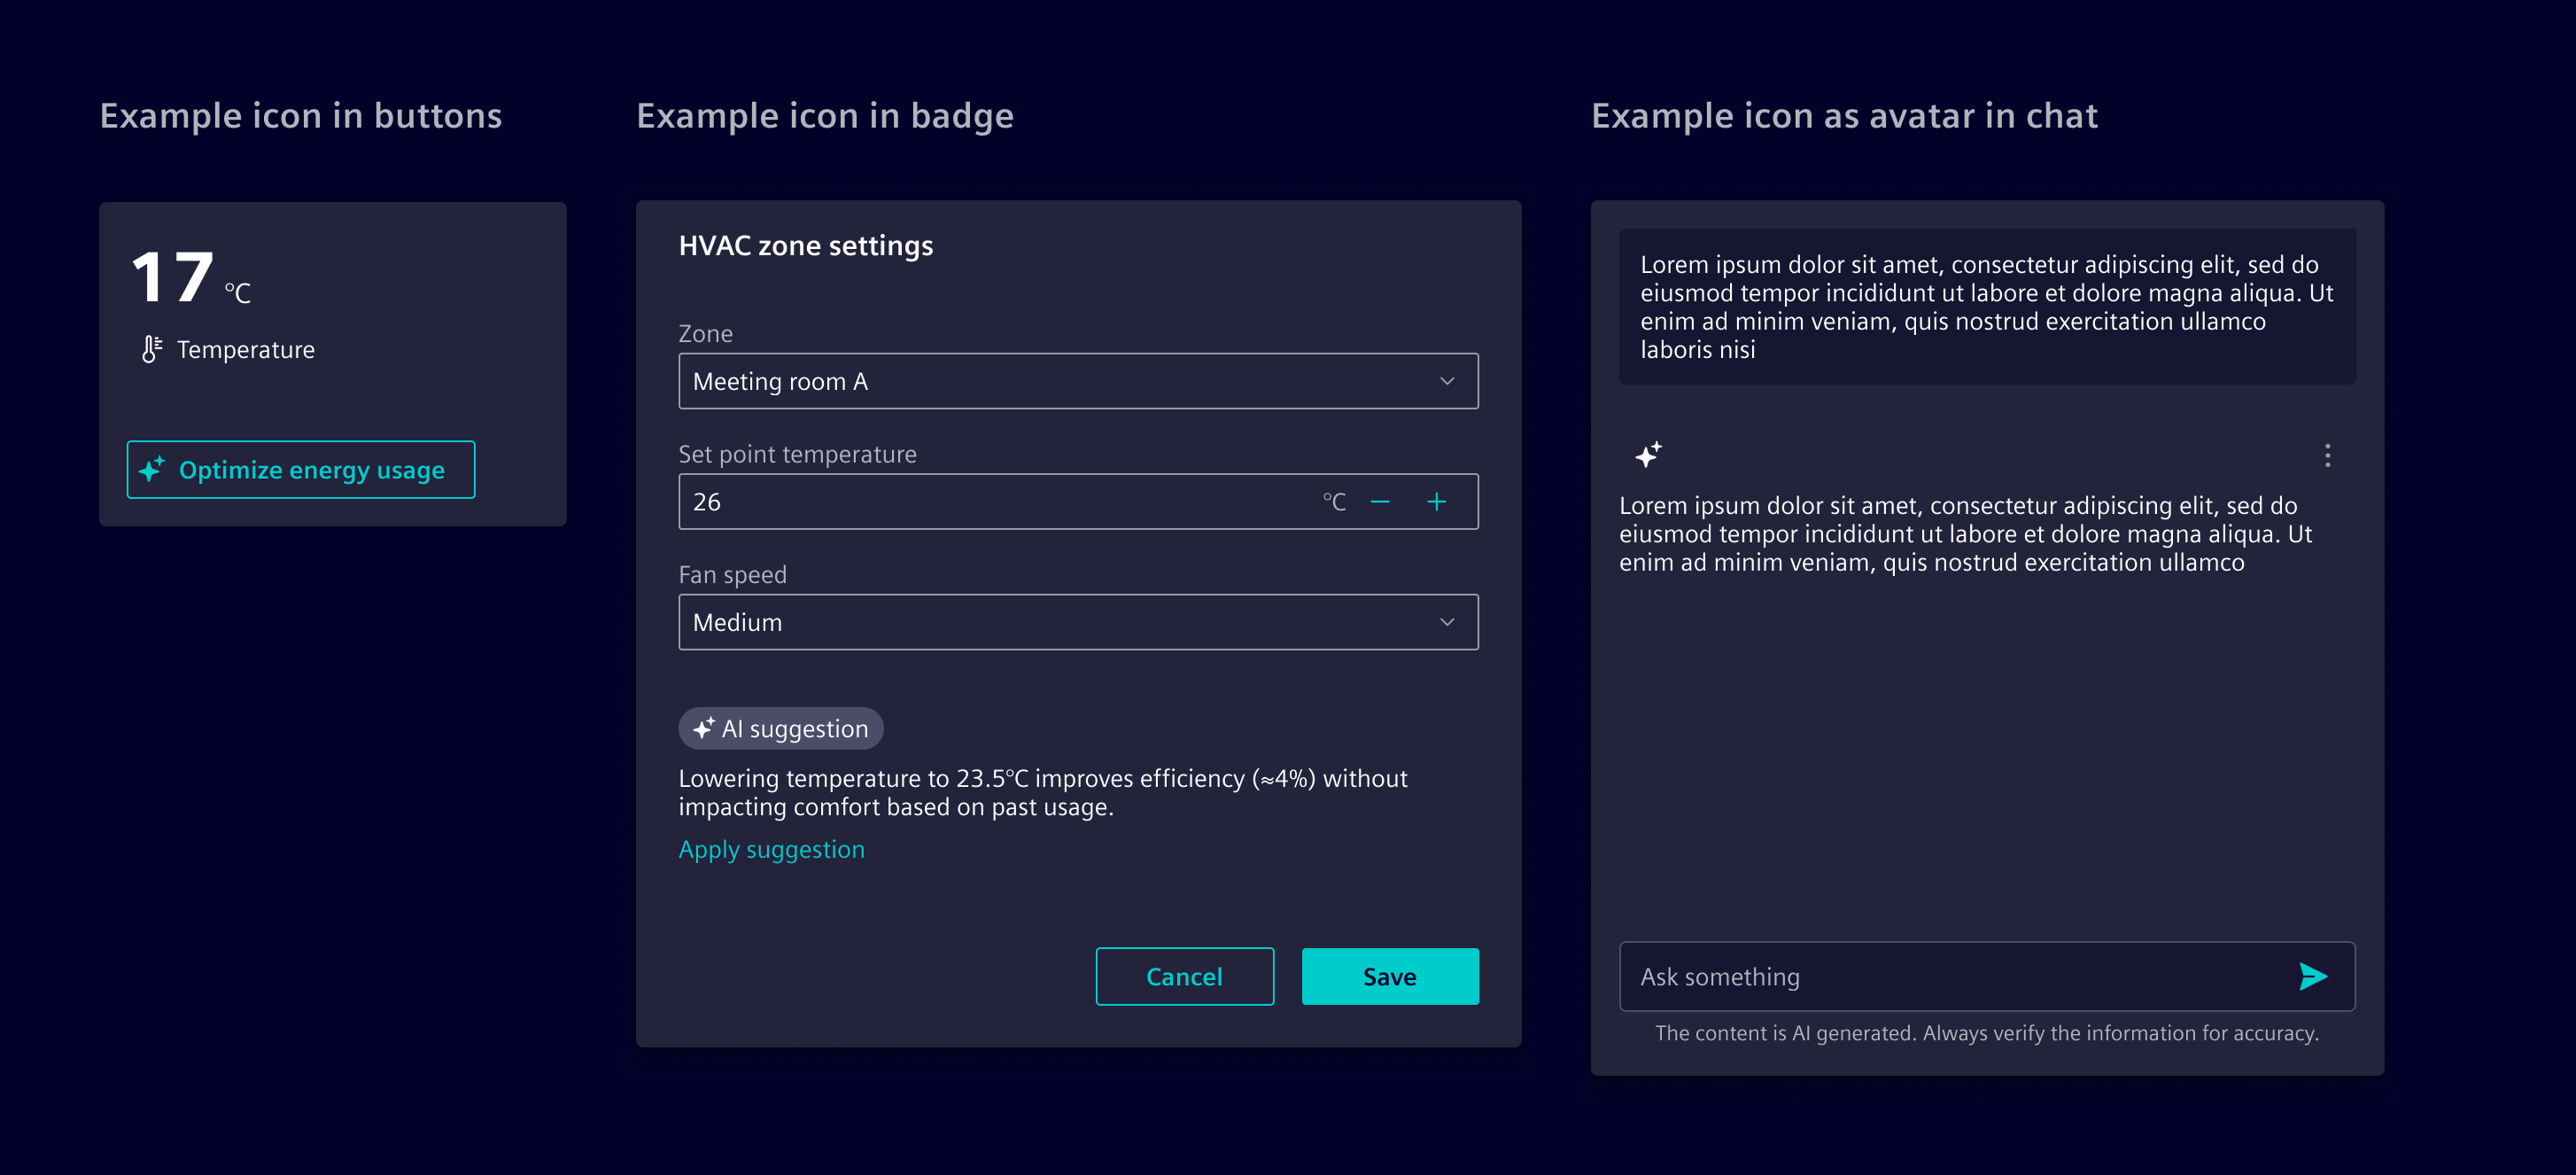 Example icon in buttons
17 °C
Temperature
Optimize energy usage
Example icon in badge
HVAC zone settings
Zone
Meeting room A
Set point temperature
26 °C
Fan speed
Medium
AI suggestion
Lowering temperature to 23.5°C improves efficiency (≈4%) without
impacting comfort based on past usage.
Apply suggestion
Cancel Save
Example icon as avatar in chat
Lorem ipsum dolor sit amet, consectetur adipiscing elit, sed do
eiusmod tempor incididunt ut labore et dolore magna aliqua. Ut
enim ad minim veniam, quis nostrud exercitation ullamco
laboris nisi
Lorem ipsum dolor sit amet, consectetur adipiscing elit, sed do
eiusmod tempor incididunt ut labore et dolore magna aliqua. Ut
enim ad minim veniam, quis nostrud exercitation ullamco
Ask something
The content is AI generated. Always verify the information for accuracy.